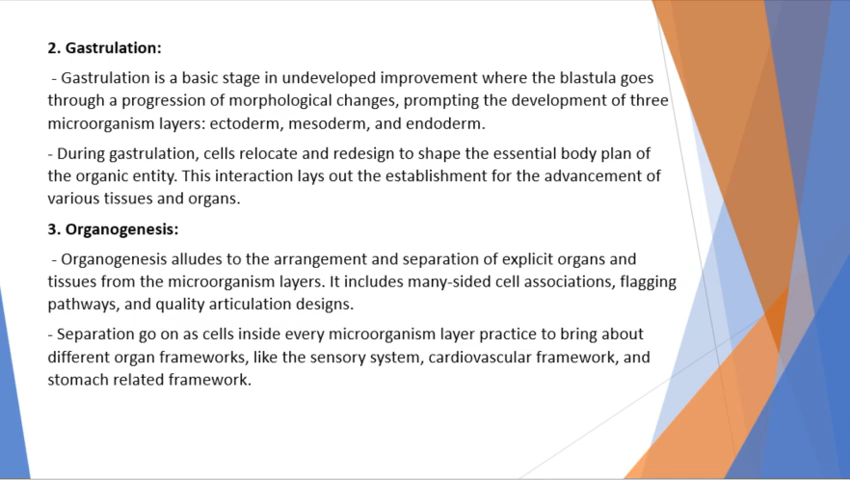 2. Gastrulation:
- Gastrulation is a basic stage in undeveloped improvement where the blastula goes
through a progression of morphological changes, prompting the development of three
microorganism layers: ectoderm, mesoderm, and endoderm.
- During gastrulation, cells relocate and redesign to shape the essential body plan of
the organic entity. This interaction lays out the establishment for the advancement of
various tissues and organs.
3. Organogenesis:
- Organogenesis alludes to the arrangement and separation of explicit organs and
tissues from the microorganism layers. It includes many-sided cell associations, flagging
pathways, and quality articulation designs.
- Separation go on as cells inside every microorganism layer practice to bring about
different organ frameworks, like the sensory system, cardiovascular framework, and
stomach related framework.